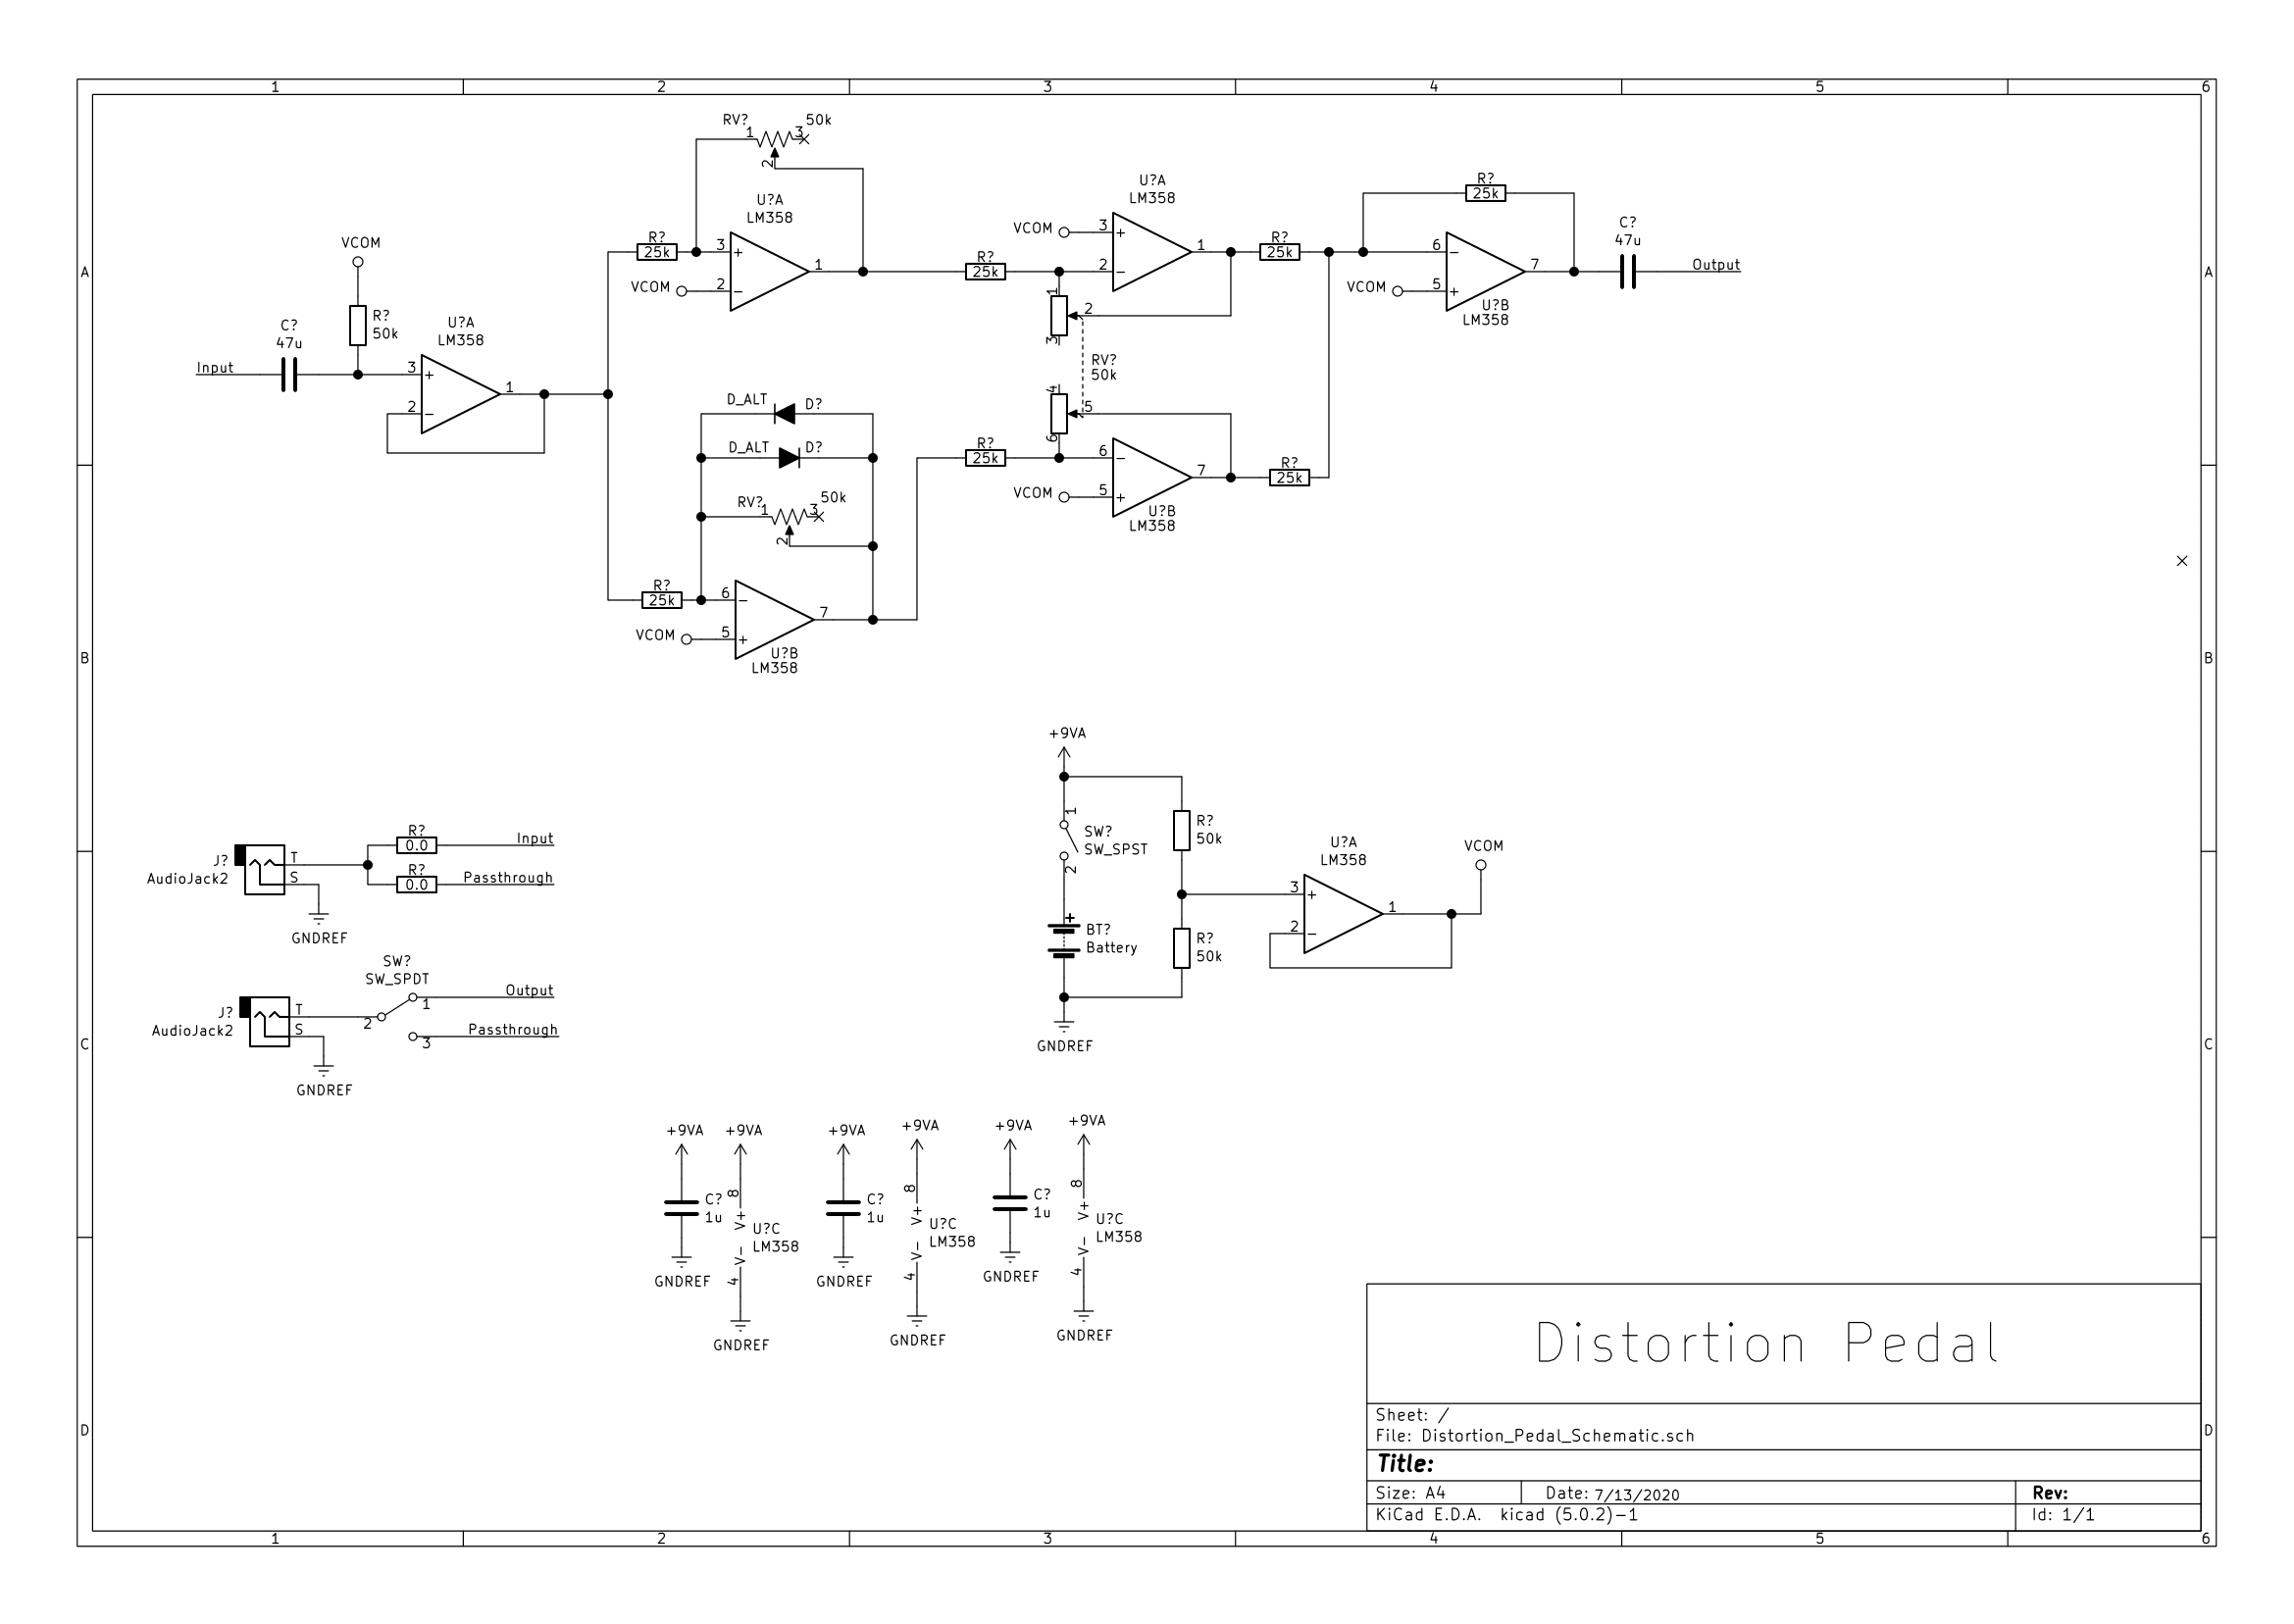 1 2 3 4 5 6
A
B
C
D
A
B
C
D
RV? 50k
1 3
2
U?A
LM358
R?
25k
3
+
VCOM
2
−
1
VCOM
R?
50k
C?
47u
Input
U?A
LM358
3
+
2
−
1
D_ALT D?
D_ALT D?
RV? 50k
1 3
2
R?
25k
6
−
VCOM
5
+
7
U?B
LM358
R?
25k
U?A
LM358
VCOM
3
+
2
−
1
1
2
3
RV?
50k
4
5
6
R?
25k
6
−
VCOM
5
+
7
U?B
LM358
R?
25k
R?
25k
R?
25k
6
−
VCOM
5
+
7
U?B
LM358
C?
47u
Output
J?
AudioJack2
T
S
GNDREF
R?
0.0
Input
R?
0.0
Passthrough
SW?
SW_SPDT
J?
AudioJack2
T
S
GNDREF
2
1
Output
3
Passthrough
+9VA
1
SW?
SW_SPST
2
+
BT?
Battery
GNDREF
R?
50k
R?
50k
U?A
LM358
3
+
2
−
1
VCOM
+9VA
C?
1u
GNDREF
+9VA
8
V+
U?C
LM358
V−
4
GNDREF
+9VA
C?
1u
GNDREF
+9VA
8
V+
U?C
LM358
V−
4
GNDREF
+9VA
C?
1u
GNDREF
+9VA
8
V+
U?C
LM358
V−
4
GNDREF
Distortion Pedal
Sheet: /
File: Distortion_Pedal_Schematic.sch
Title:
Size: A4 Date: 7/13/2020 Rev:
KiCad E.D.A. kicad (5.0.2)-1 Id: 1/1
1 2 3 4 5 6